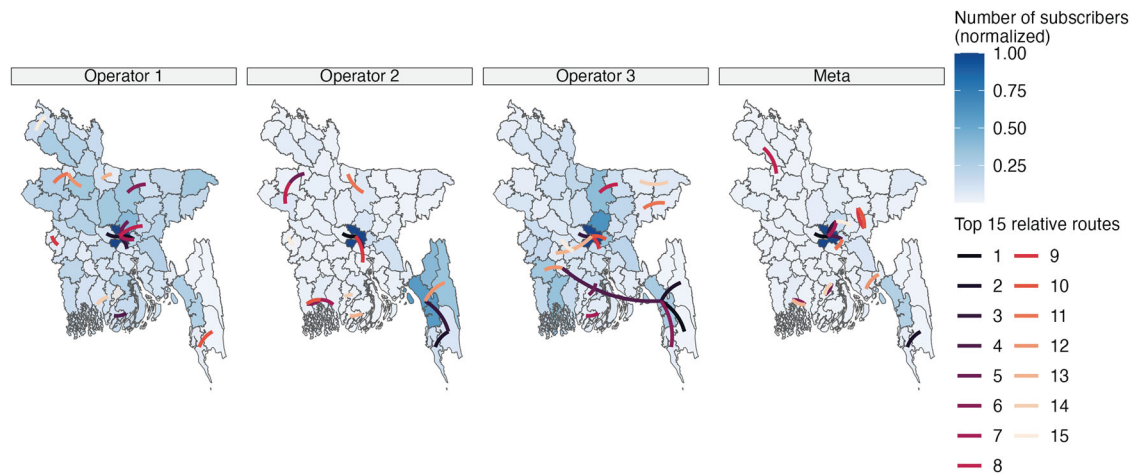 Number of subscribers
(normalized)
1.00
0.75
0.50
0.25
Operator 1
Operator 2
Operator 3
Meta
Top 15 relative routes
1
2
3
4
5
6
7
8
9
10
11
12
13
14
15